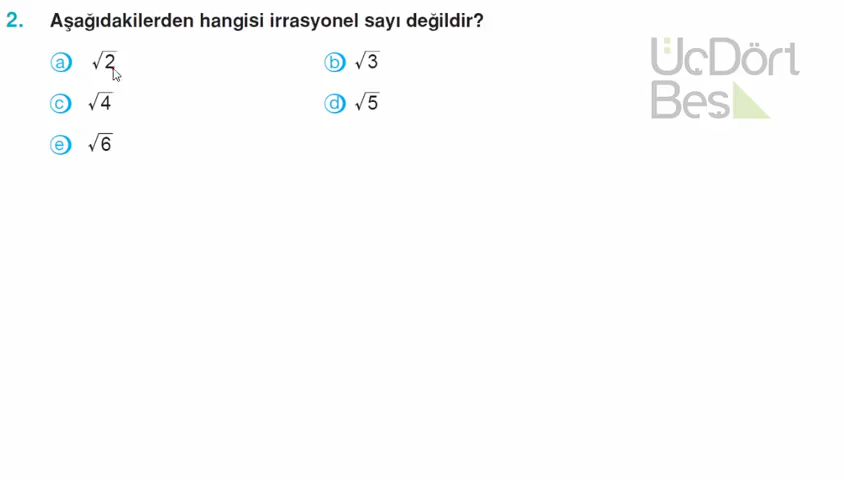 2. Aşağıdakilerden hangisi irrasyonel sayı değildir?
a) √2 b) √3
c) √4 d) √5
e) √6
ÜçDört
Beş